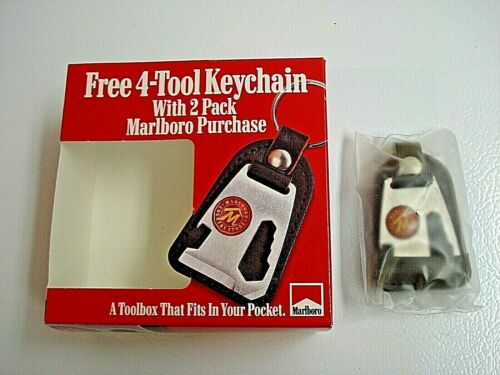 Free 4-Tool Keychain
With 2 Pack
Marlboro Purchase
A Toolbox That Fits In Your Pocket.
Marlboro